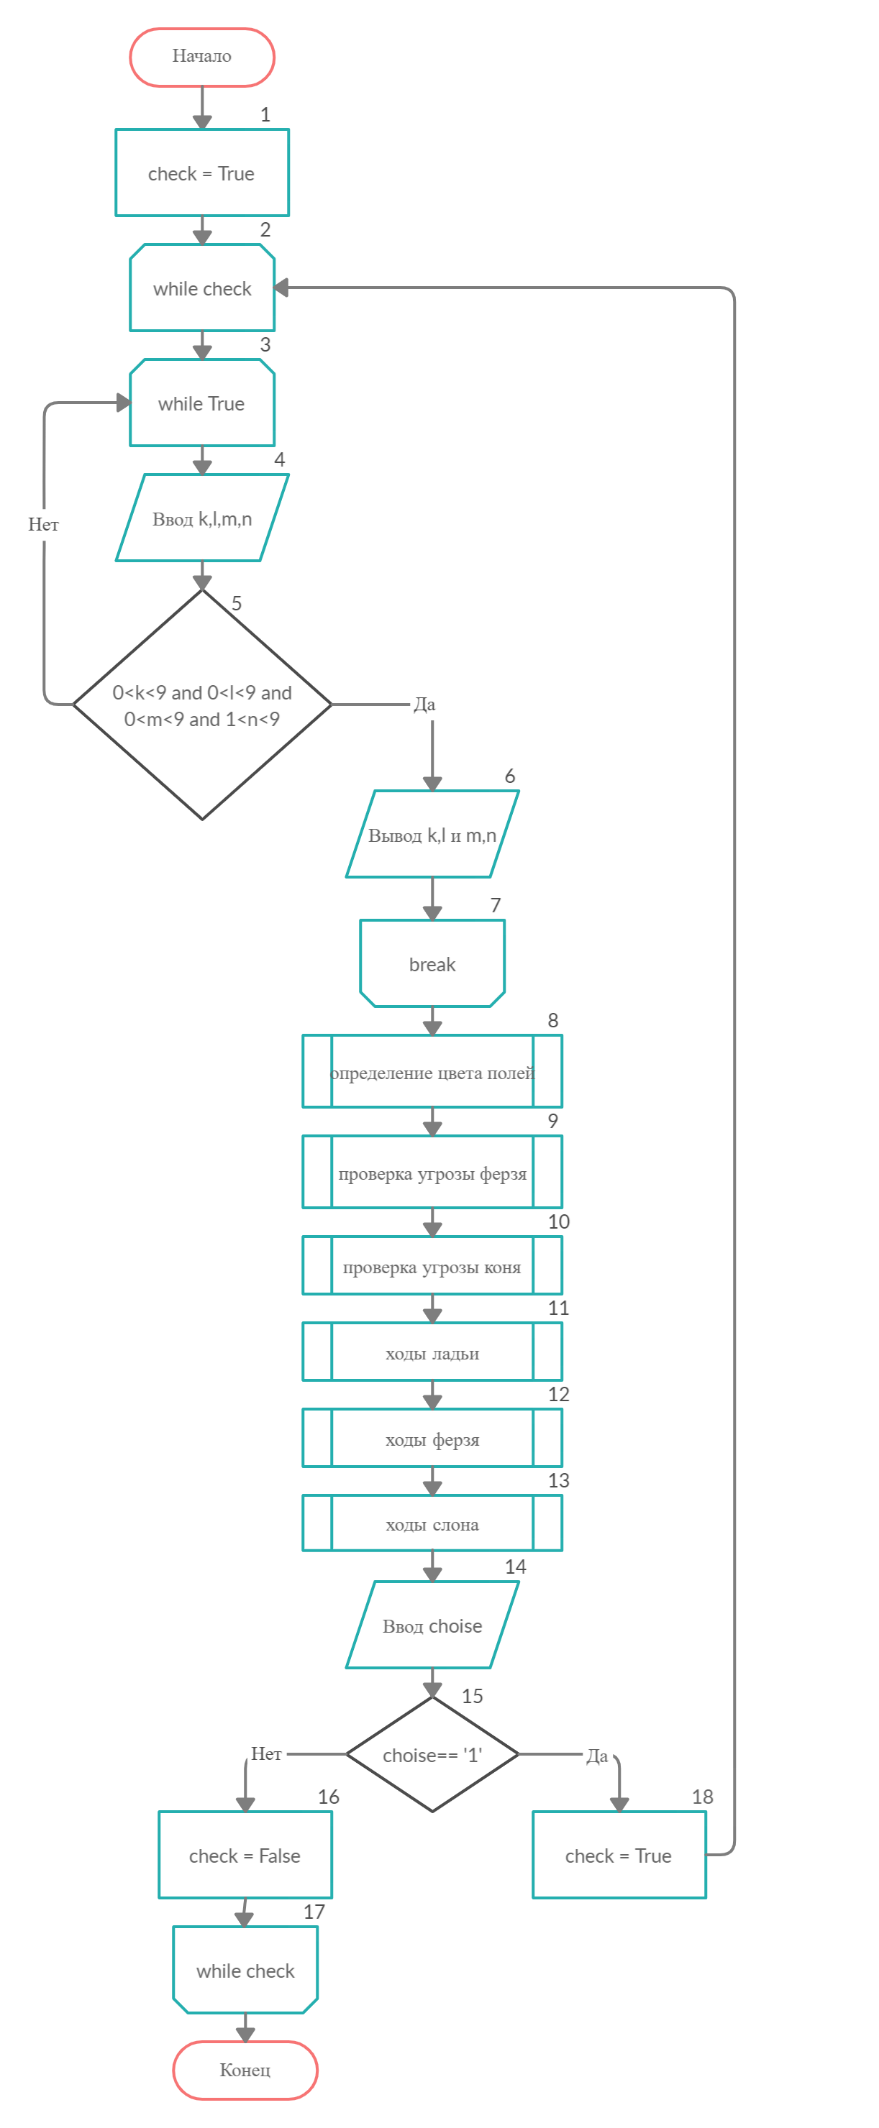 Начало
1
check = True
2
while check
3
while True
4
Ввод k,l,m,n
Нет
5
0<k<9 and 0<l<9 and
0<m<9 and 1<n<9
Да
6
Вывод k,l и m,n
7
break
8
определение цвета полей
9
проверка угрозы ферзя
10
проверка угрозы коня
11
ходы ладьи
12
ходы ферзя
13
ходы слона
14
Ввод choise
15
choise== '1'
Нет
Да
16
check = False
18
check = True
17
while check
Конец